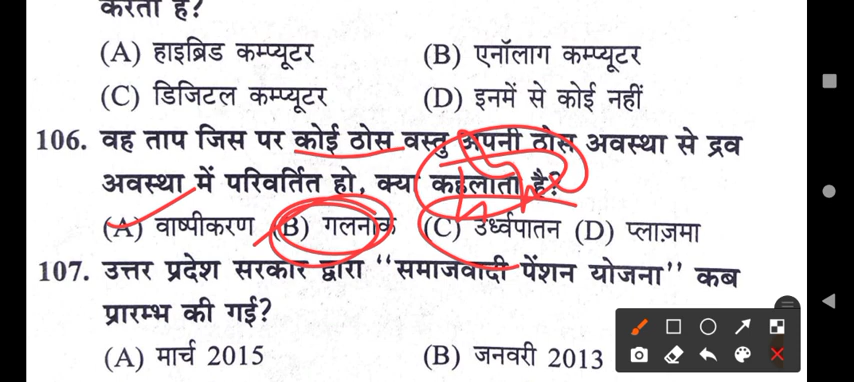 करता है?
(A) हाइब्रिड कम्प्यूटर (B) एनॉलाग कम्प्यूटर
(C) डिजिटल कम्प्यूटर (D) इनमें से कोई नहीं
106. वह ताप जिस पर कोई ठोस वस्तु अपनी ठोस अवस्था से द्रव
अवस्था में परिवर्तित हो, क्या कहलाता है?
(A) वाष्पीकरण (B) गलनांक (C) उर्ध्वपातन (D) प्लाज़मा
107. उत्तर प्रदेश सरकार द्वारा "समाजवादी पेंशन योजना" कब
प्रारम्भ की गई?
(A) मार्च 2015 (B) जनवरी 2013